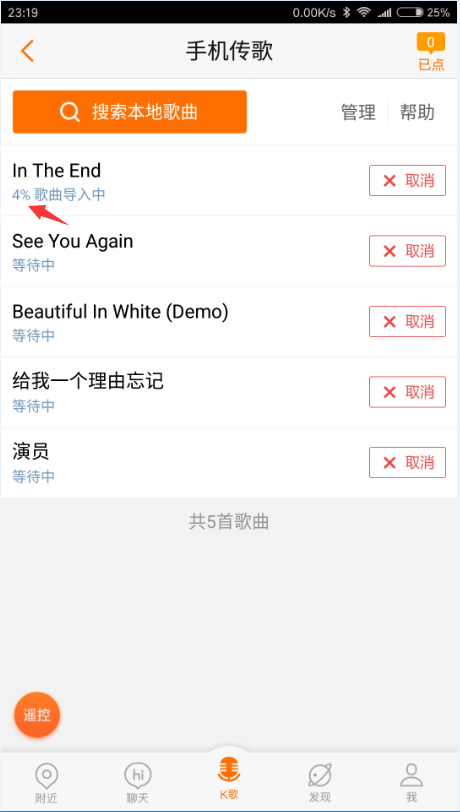 23:19 0.00K/s 25%
手机传歌
0
已点
搜索本地歌曲 管理 帮助
In The End
4% 歌曲导入中
取消
See You Again
等待中
取消
Beautiful In White (Demo)
等待中
取消
给我一个理由忘记
等待中
取消
演员
等待中
取消
共5首歌曲
遥控
hi
附近 聊天 K歌 发现 我